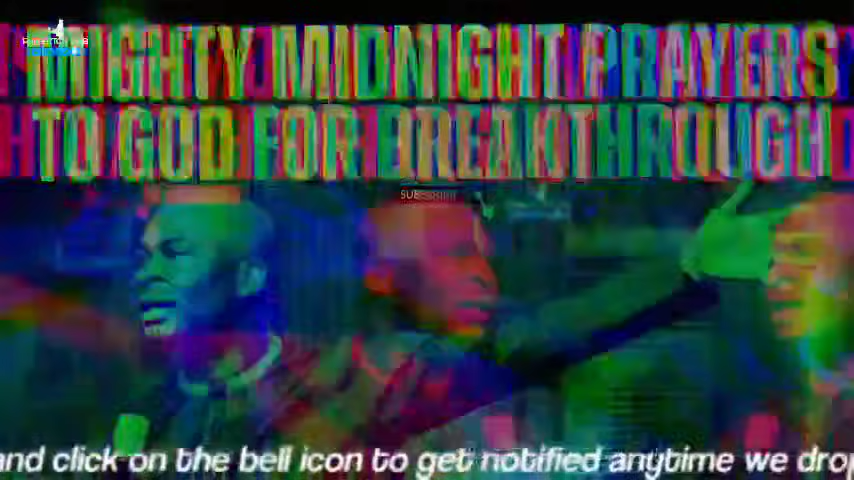 MIGHTY MIDNIGHT PRAYERS
TO GOD FOR BREAKTHROUGH
and click on the bell icon to get notified anytime we drop